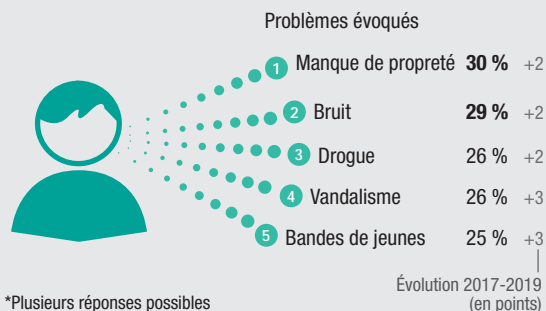 Problèmes évoqués
1 Manque de propreté 30 % +2
2 Bruit 29 % +2
3 Drogue 26 % +2
4 Vandalisme 26 % +3
5 Bandes de jeunes 25 % +3
Évolution 2017-2019
(en points)
*Plusieurs réponses possibles